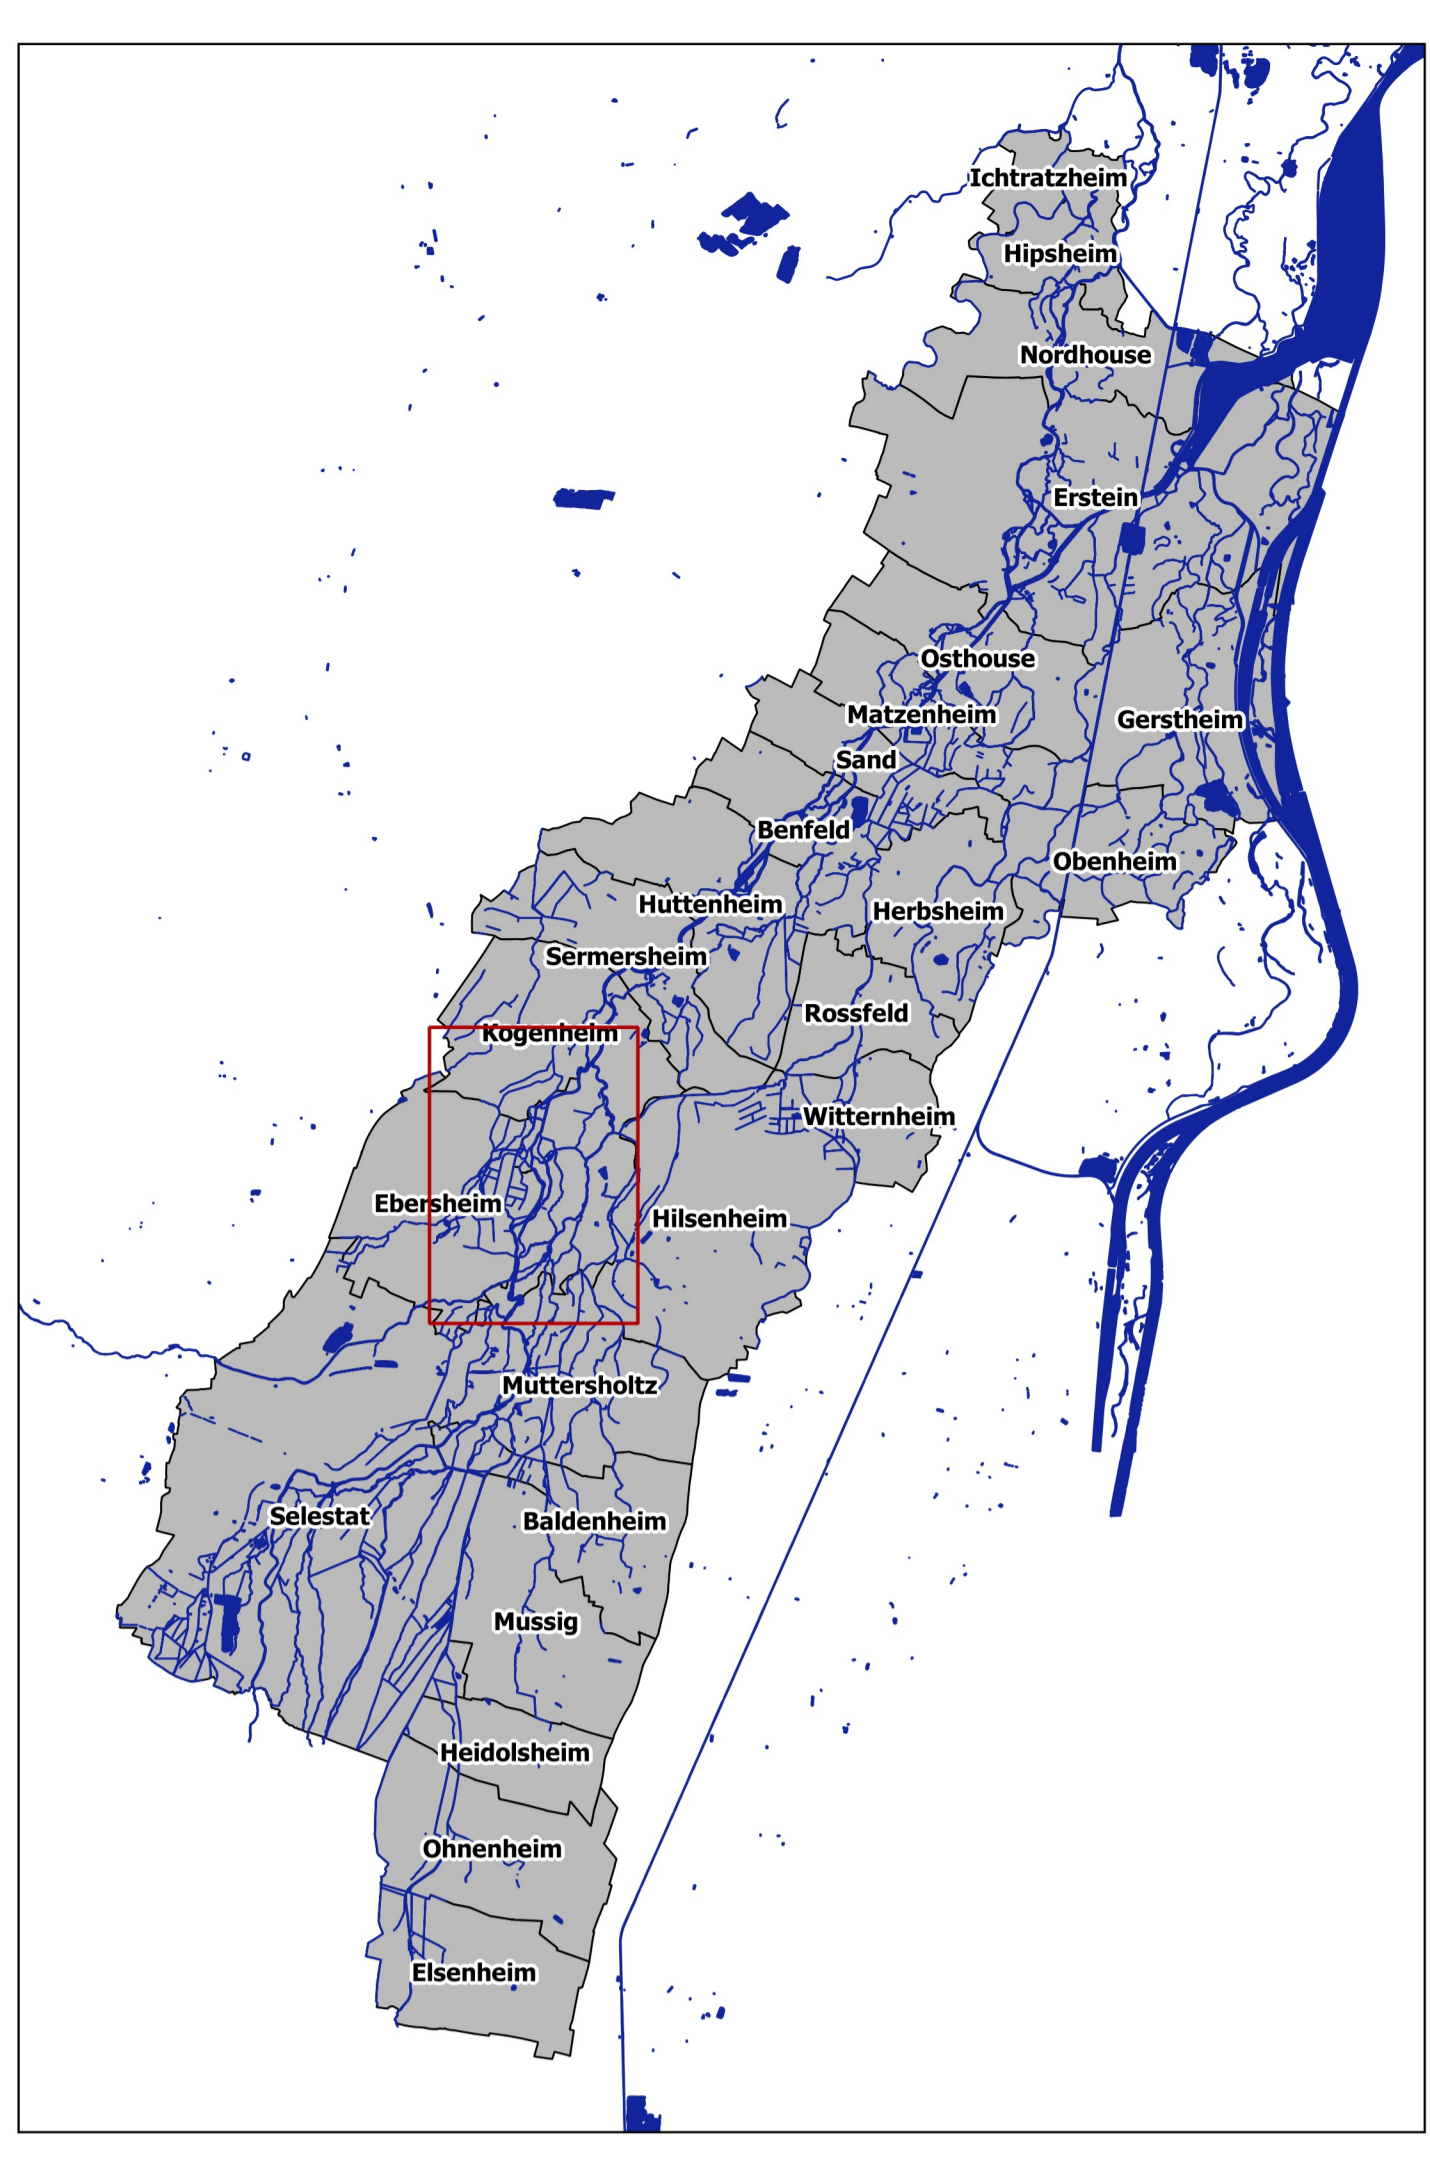 Ichtratzheim
Hipsheim
Nordhouse
Erstein
Osthouse
Matzenheim
Gerstheim
Sand
Benfeld
Obenheim
Huttenheim
Herbsheim
Sermersheim
Rossfeld
Kogenheim
Witternheim
Ebersheim
Hilsenheim
Muttersholtz
Selestat
Baldenheim
Mussig
Heidolsheim
Ohnenheim
Elsenheim